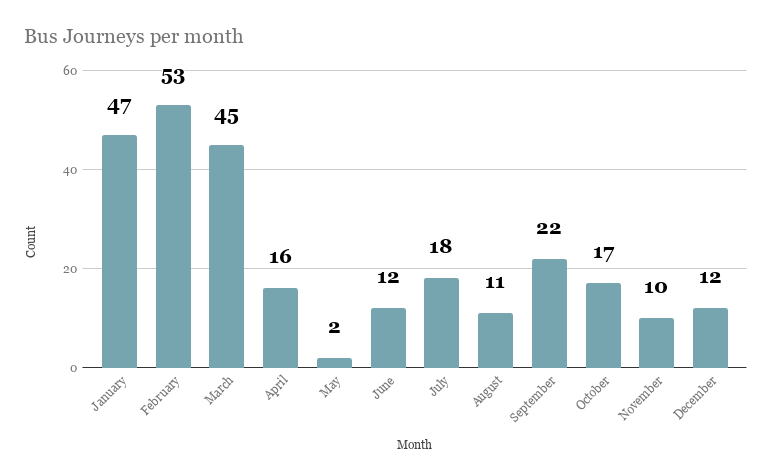 Bus Journeys per month
60
53
47
45
40
Count
22
20
18
17
16
12
12
11
10
2
0
January
February
March
April
May
June
July
August
September
October
November
December
Month